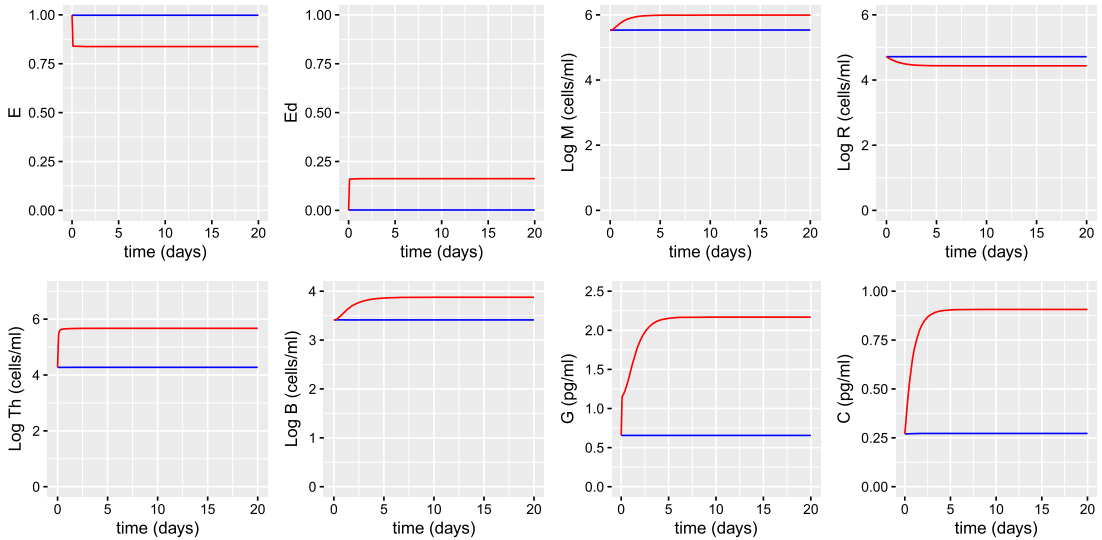 1.00
0.75
0.50
0.25
0.00
E
0 5 10 15 20
time (days)
1.00
0.75
0.50
0.25
0.00
Ed
0 5 10 15 20
time (days)
6
4
2
0
Log M (cells/ml)
0 5 10 15 20
time (days)
6
4
2
0
Log R (cells/ml)
0 5 10 15 20
time (days)
6
4
2
0
Log Th (cells/ml)
0 5 10 15 20
time (days)
4
3
2
1
0
Log B (cells/ml)
0 5 10 15 20
time (days)
2.5
2.0
1.5
1.0
0.5
0.0
G (pg/ml)
0 5 10 15 20
time (days)
1.00
0.75
0.50
0.25
0.00
C (pg/ml)
0 5 10 15 20
time (days)